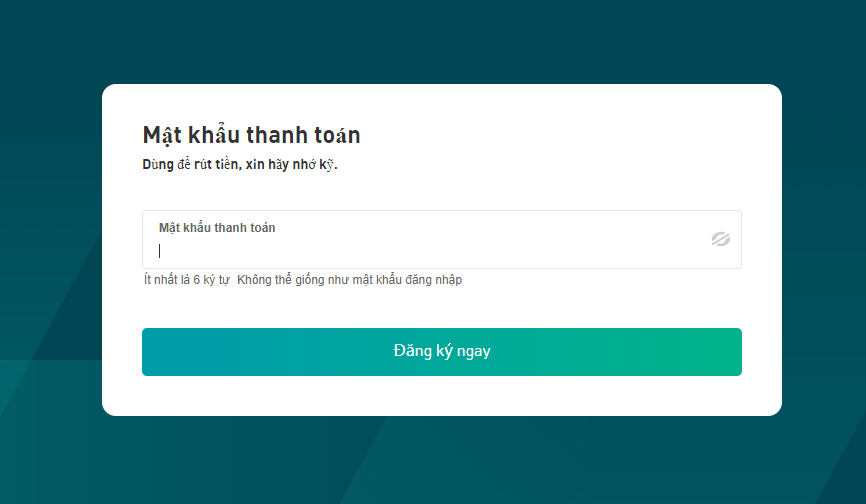 Mật khẩu thanh toán
Dùng để rút tiền, xin hãy nhớ kỹ.
Mật khẩu thanh toán
Ít nhất là 6 ký tự  Không thể giống như mật khẩu đăng nhập
Đăng ký ngay